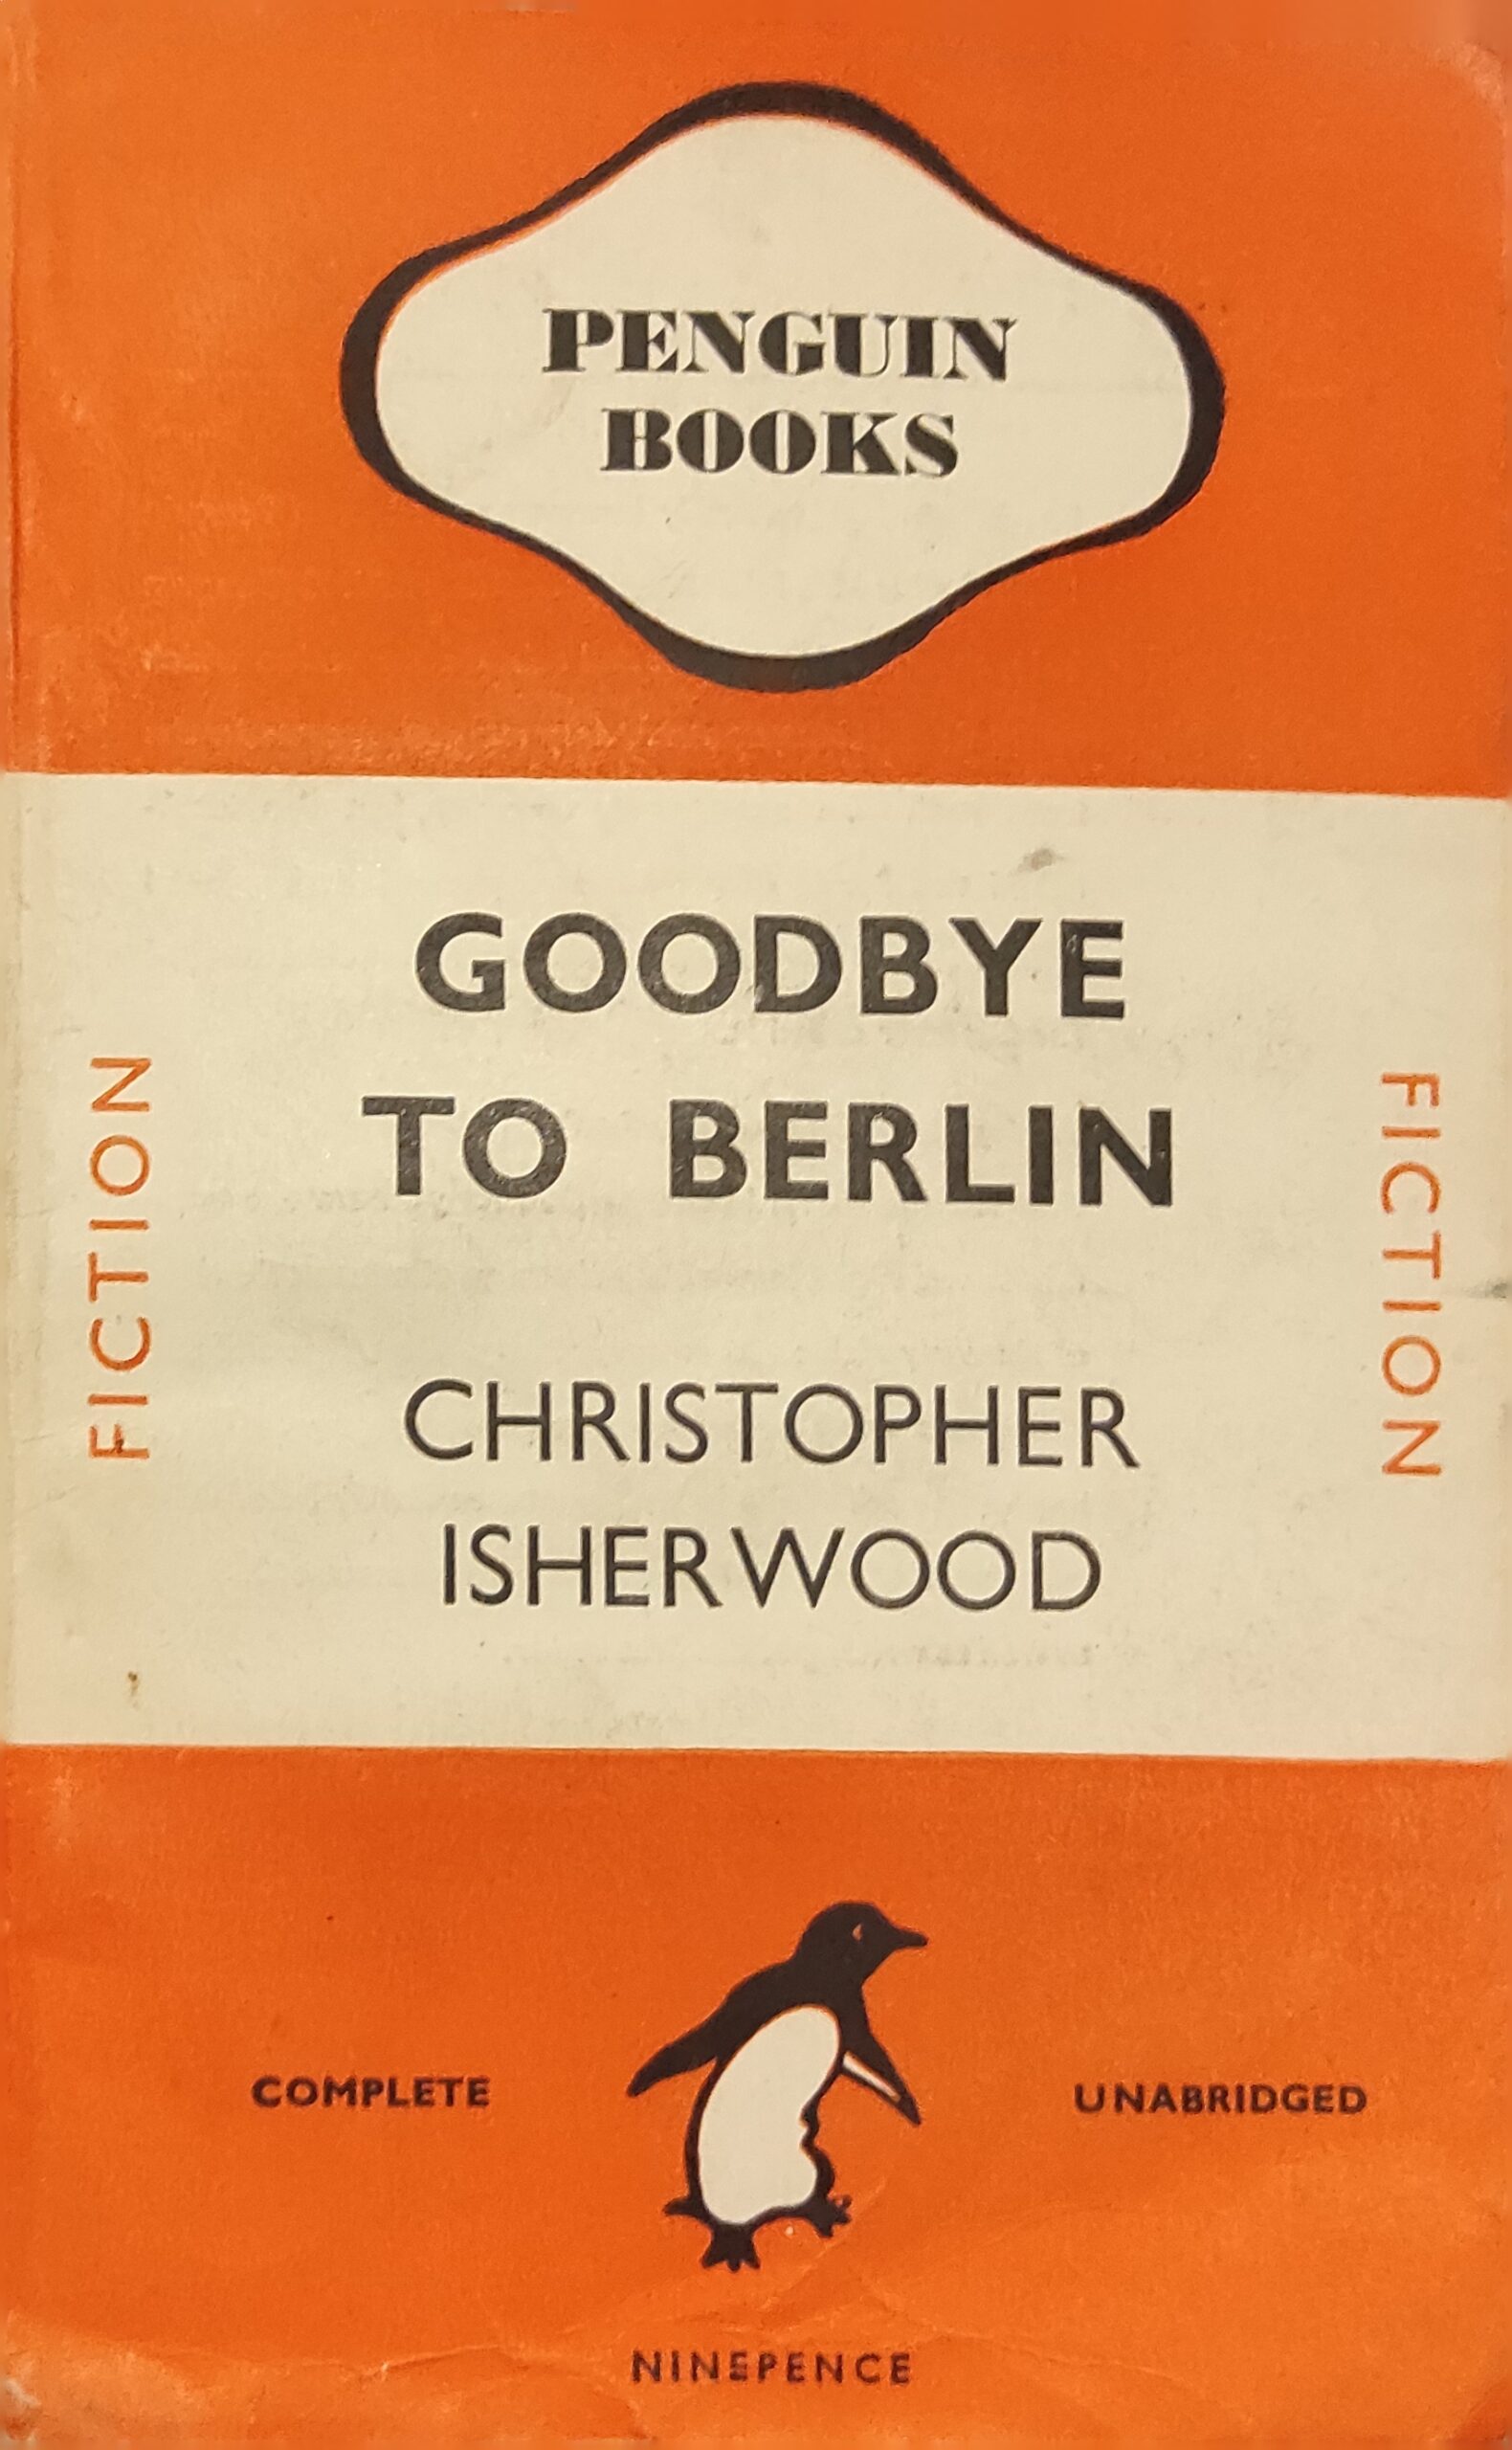 PENGUIN
BOOKS
GOODBYE
TO BERLIN
FICTION
FICTION
CHRISTOPHER
ISHERWOOD
COMPLETE
UNABRIDGED
NINEPENCE